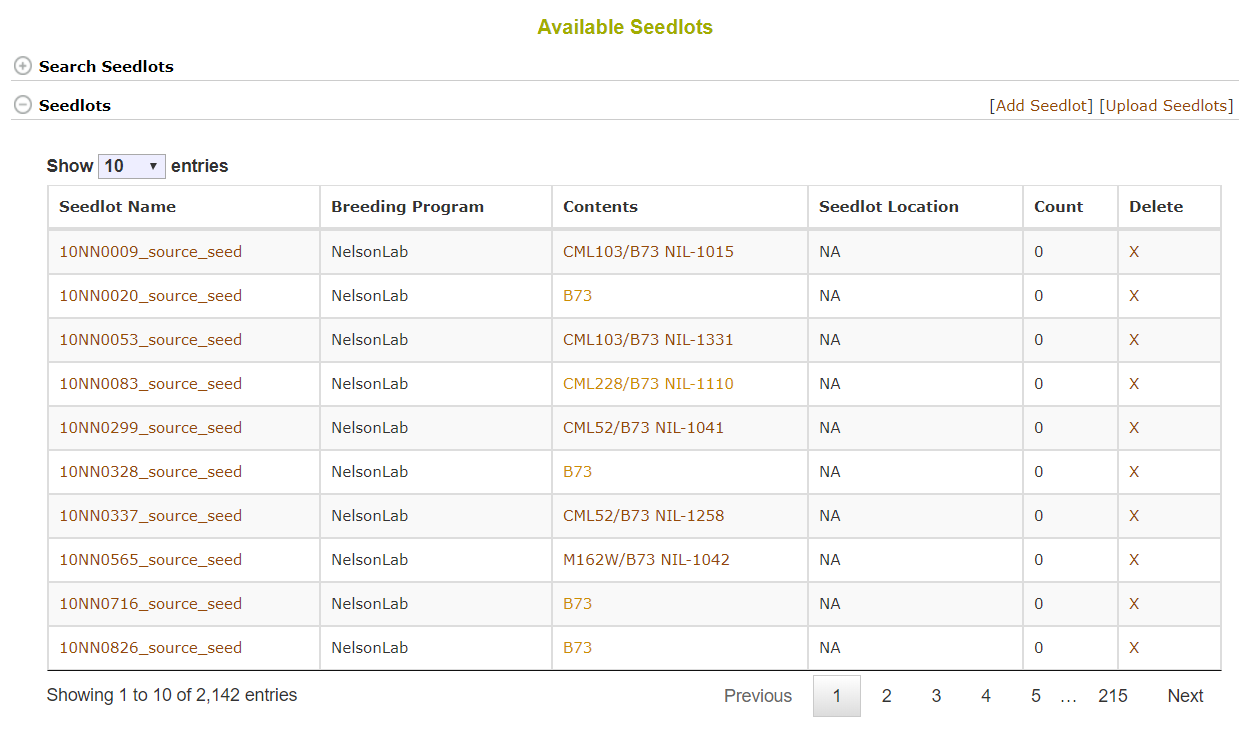 Available Seedlots
Search Seedlots
Seedlots [Add Seedlot] [Upload Seedlots]
Show 10 entries
Seedlot Name Breeding Program Contents Seedlot Location Count Delete
10NN0009_source_seed NelsonLab CML103/B73 NIL-1015 NA 0 X
10NN0020_source_seed NelsonLab B73 NA 0 X
10NN0053_source_seed NelsonLab CML103/B73 NIL-1331 NA 0 X
10NN0083_source_seed NelsonLab CML228/B73 NIL-1110 NA 0 X
10NN0299_source_seed NelsonLab CML52/B73 NIL-1041 NA 0 X
10NN0328_source_seed NelsonLab B73 NA 0 X
10NN0337_source_seed NelsonLab CML52/B73 NIL-1258 NA 0 X
10NN0565_source_seed NelsonLab M162W/B73 NIL-1042 NA 0 X
10NN0716_source_seed NelsonLab B73 NA 0 X
10NN0826_source_seed NelsonLab B73 NA 0 X
Showing 1 to 10 of 2,142 entries Previous 1 2 3 4 5 … 215 Next